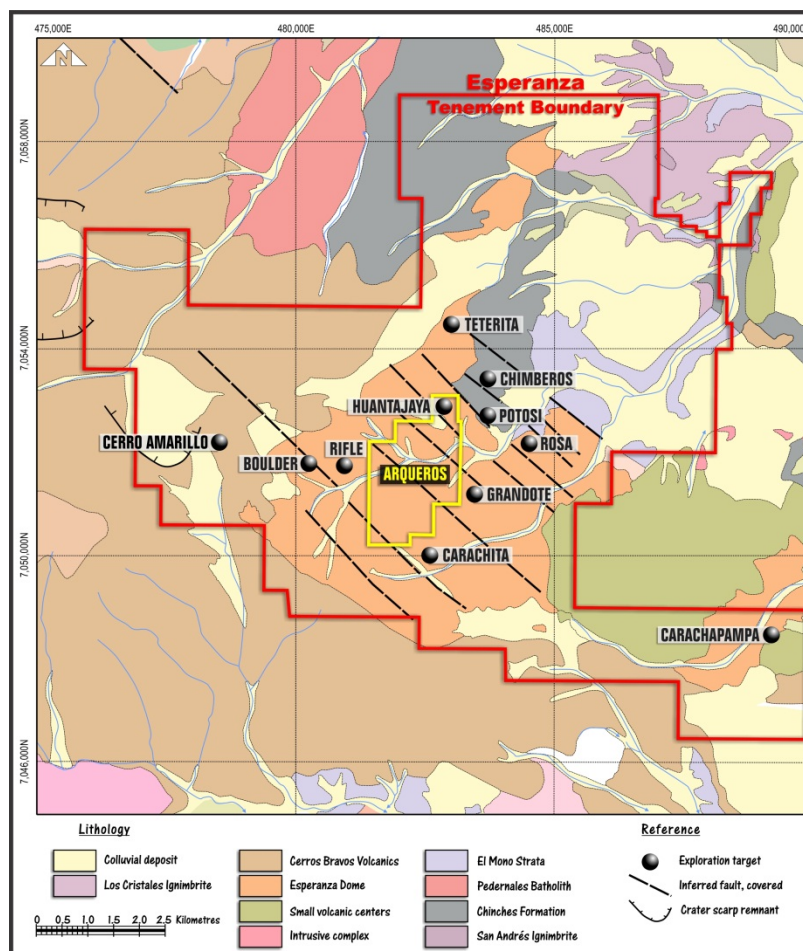 475,000E
480,000E
485,000E
490,000
N
Esperanza
Tenement Boundary
7,058,000N
TETERITA
7,054,000N
CHIMBEROS
HUANTAJAYA
POTOSI
CERRO AMARILLO
RIFLE
ROSA
BOULDER
ARQUEROS
GRANDOTE
7,050,000N
CARACHITA
CARACHAPAMPA
7,046,000N
Lithology
Colluvial deposit
Los Cristales Ignimbrite
Cerros Bravos Volcanics
Esperanza Dome
Small volcanic centers
Intrusive complex
El Mono Strata
Pedernales Batholith
Chinches Formation
San Andrés Ignimbrite
Reference
Exploration target
Inferred fault, covered
Crater scarp remnant
0 0,5 1,0 1,5 2,0 2,5 Kilometres